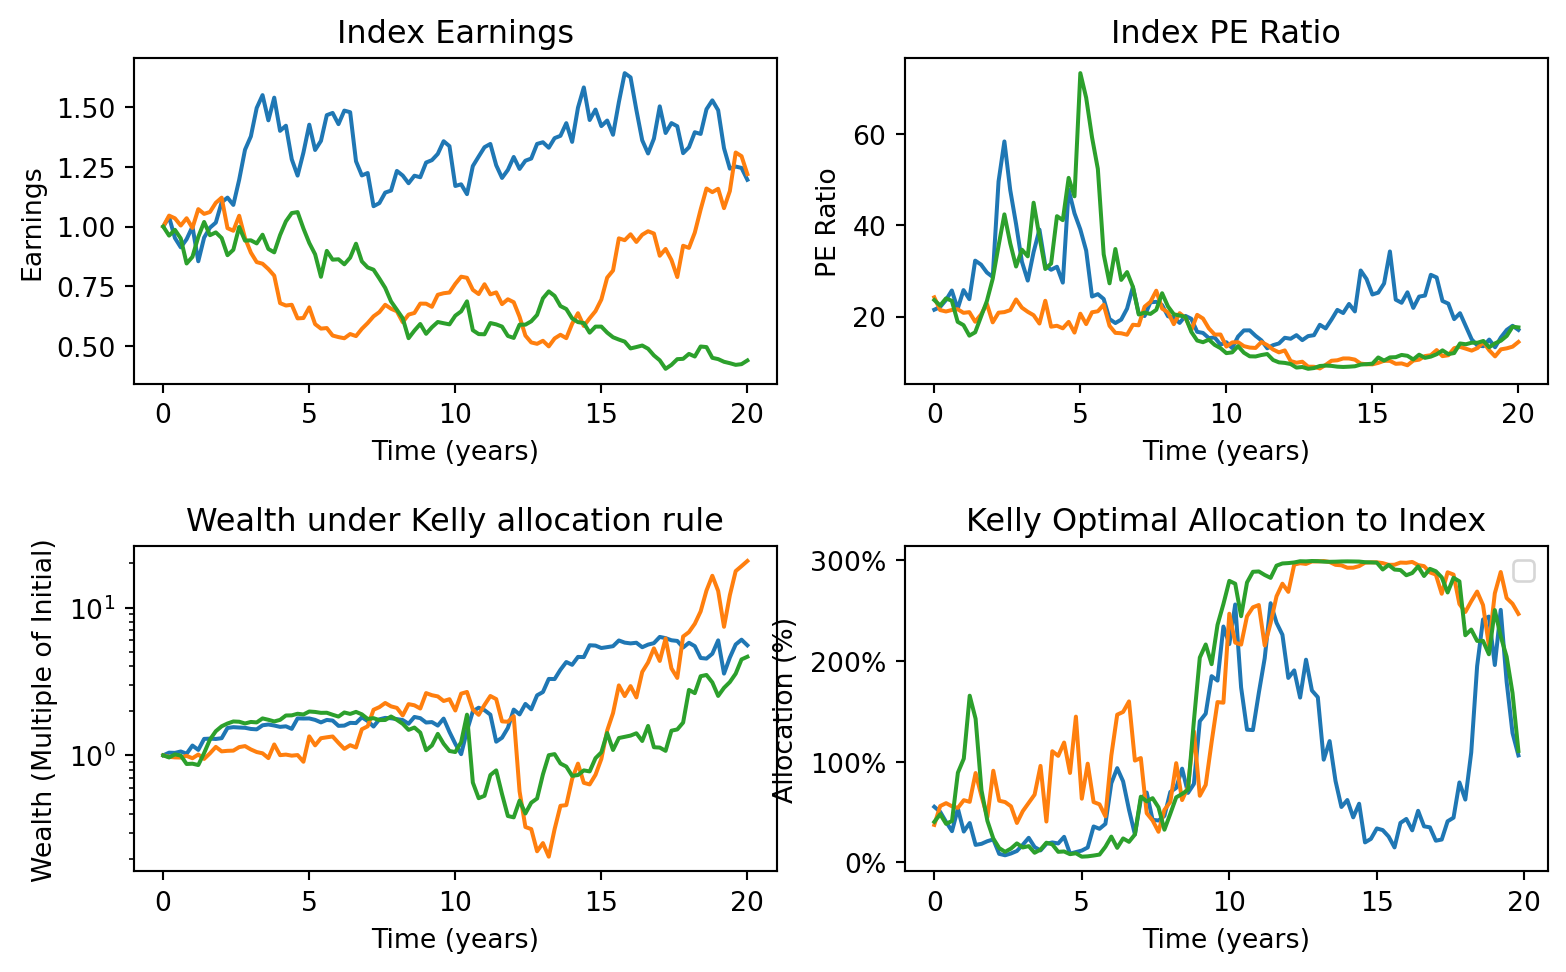 Index Earnings
Earnings
1.50
1.25
1.00
0.75
0.50
0 5 10 15 20
Time (years)
Index PE Ratio
PE Ratio
60
40
20
0 5 10 15 20
Time (years)
Wealth under Kelly allocation rule
Wealth (Multiple of Initial)
10¹
10⁰
0 5 10 15 20
Time (years)
Kelly Optimal Allocation to Index
Allocation (%)
300%
200%
100%
0%
0 5 10 15 20
Time (years)